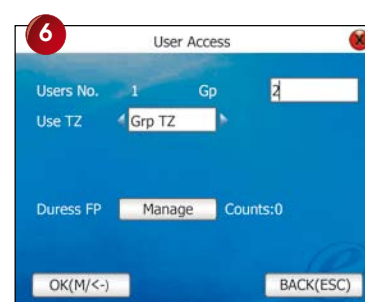 6
User Access
Users No. 1 Gp 2
Use TZ Grp TZ
Duress FP Manage Counts:0
OK(M/<-) BACK(ESC)